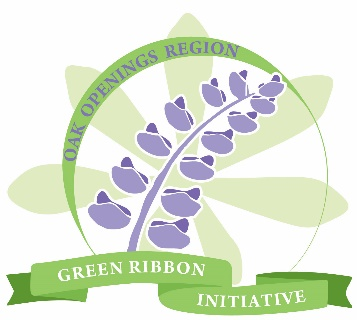 OAK OPENINGS REGION
GREEN RIBBON
INITIATIVE